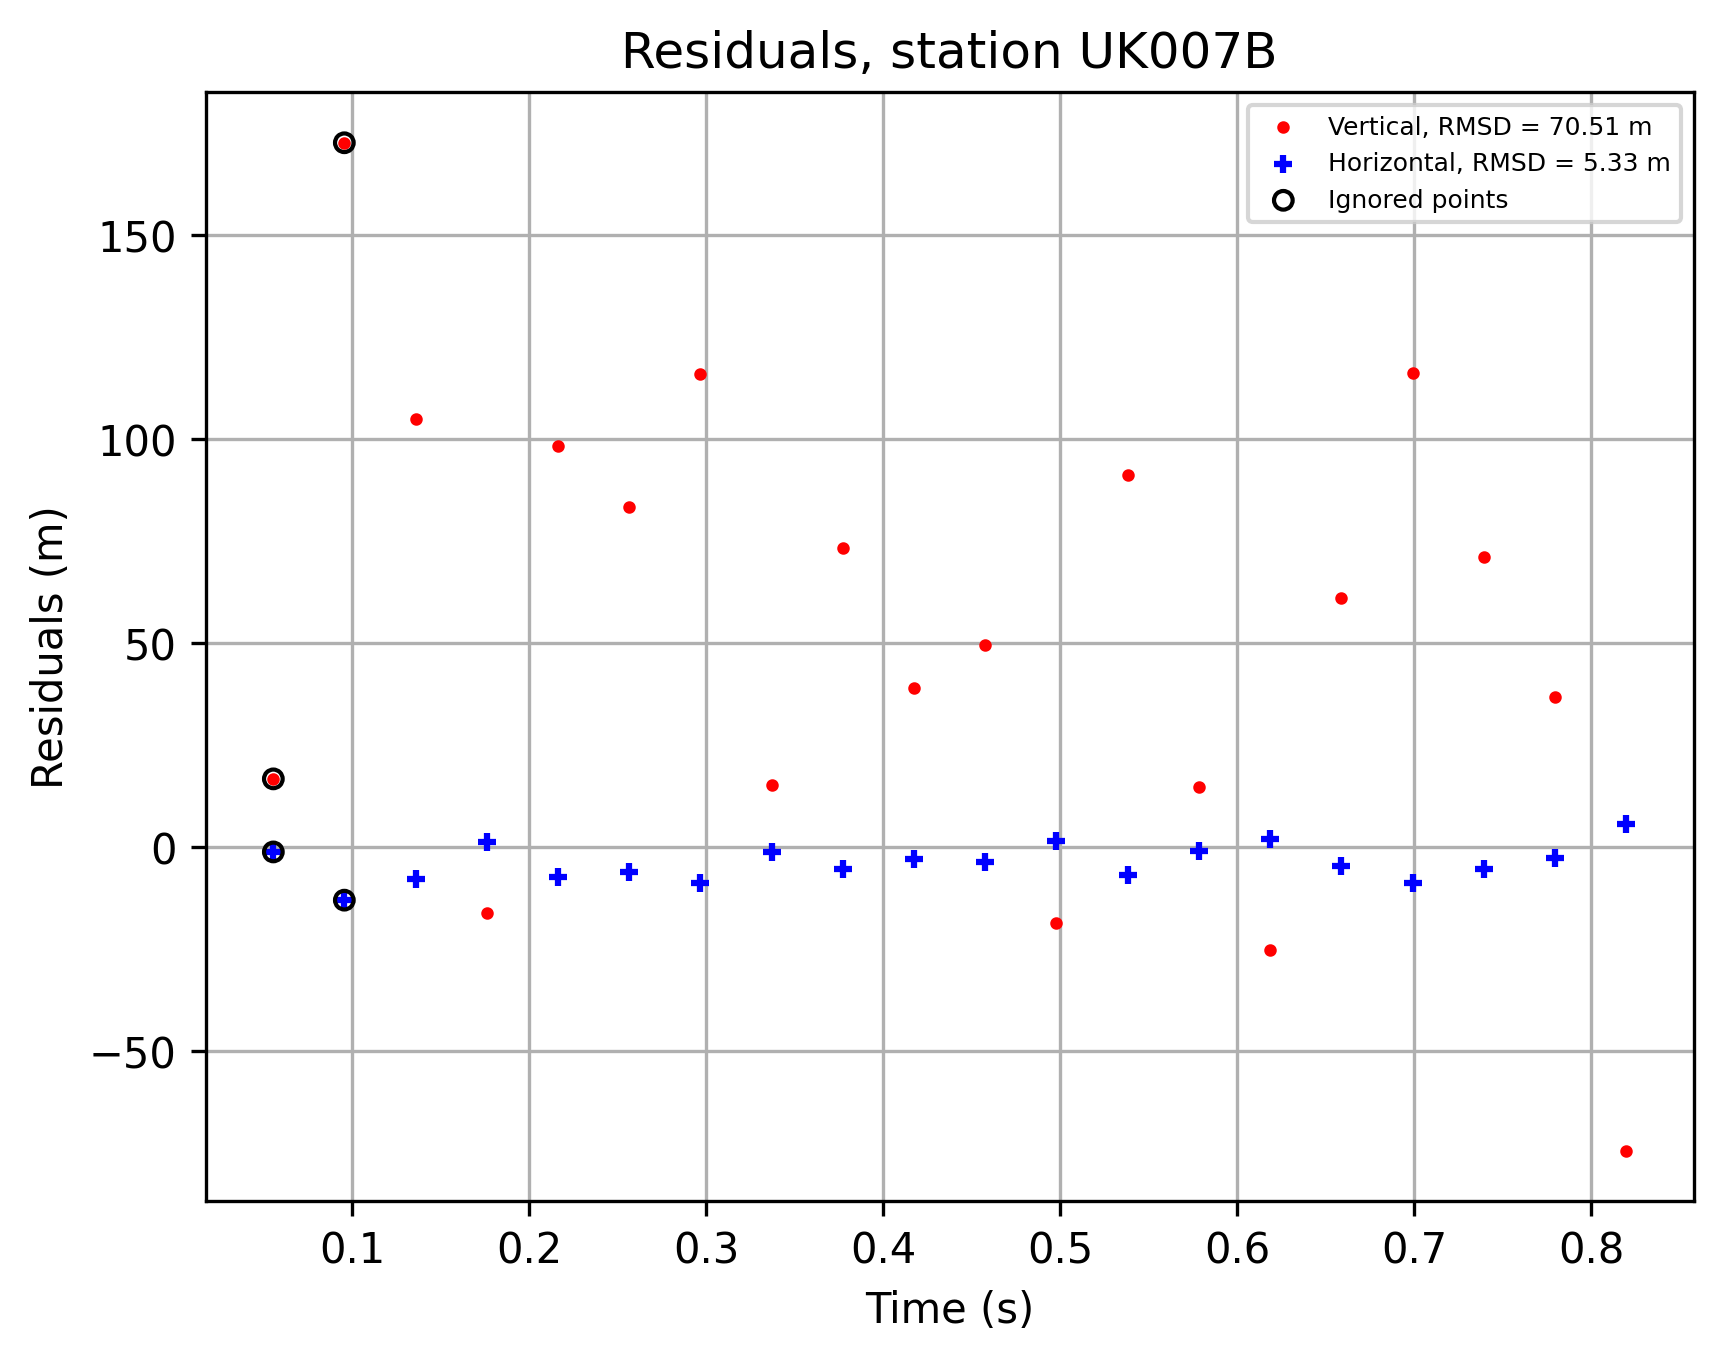 Residuals, station UK007B
Vertical, RMSD = 70.51 m
Horizontal, RMSD = 5.33 m
Ignored points
150
100
50
0
−50
Residuals (m)
0.1 0.2 0.3 0.4 0.5 0.6 0.7 0.8
Time (s)